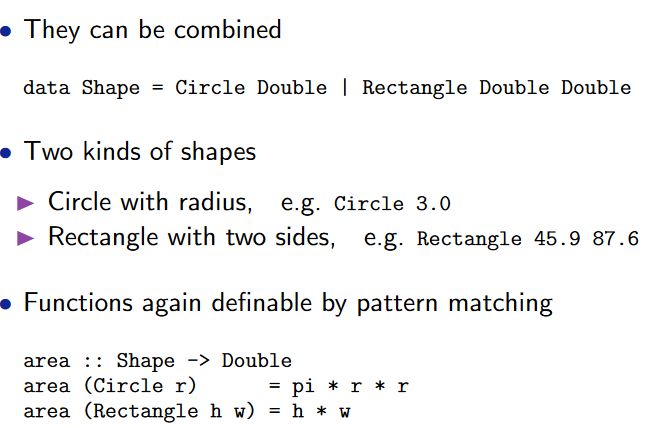 • They can be combined
data Shape = Circle Double | Rectangle Double Double
• Two kinds of shapes
▶ Circle with radius, e.g. Circle 3.0
▶ Rectangle with two sides, e.g. Rectangle 45.9 87.6
• Functions again definable by pattern matching
area :: Shape -> Double
area (Circle r)      = pi * r * r
area (Rectangle h w) = h * w